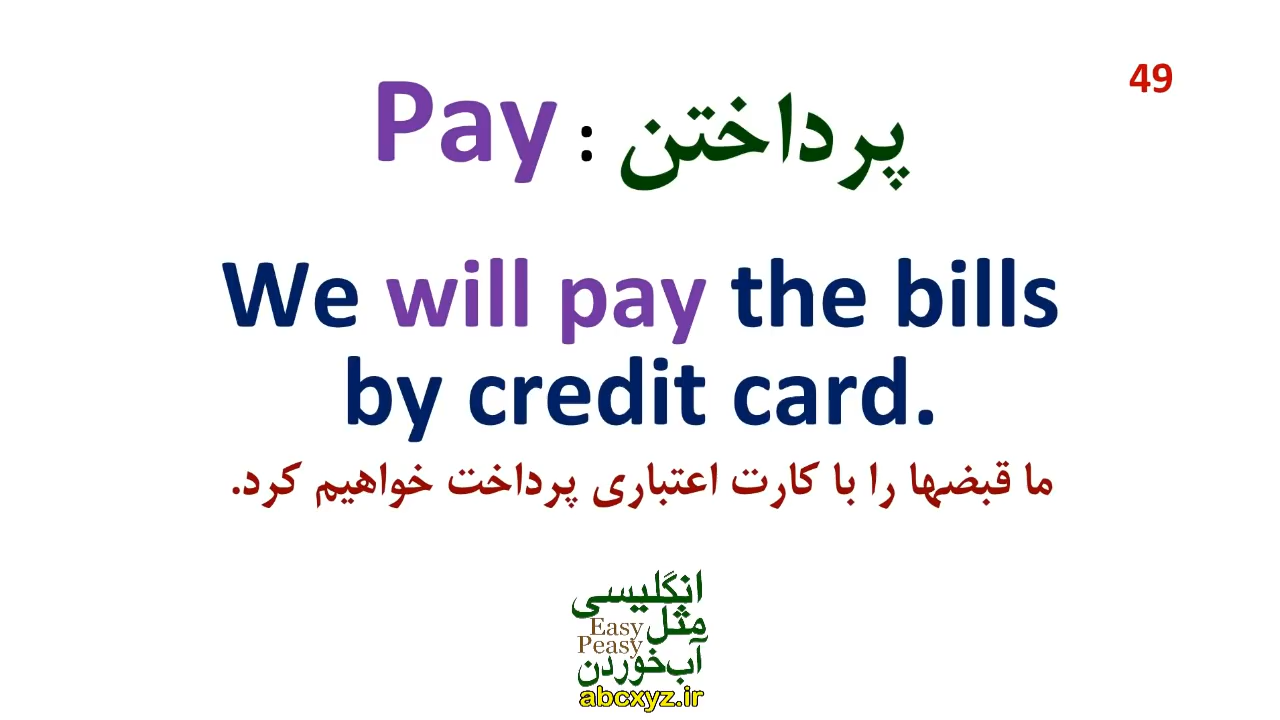 49
Pay : پرداختن
We will pay the bills
by credit card.
ما قبضها را با کارت اعتباری پرداخت خواهیم کرد.
انگلیسی
مثل
Easy
Peasy
آب‌خوردن
abcxyz.ir